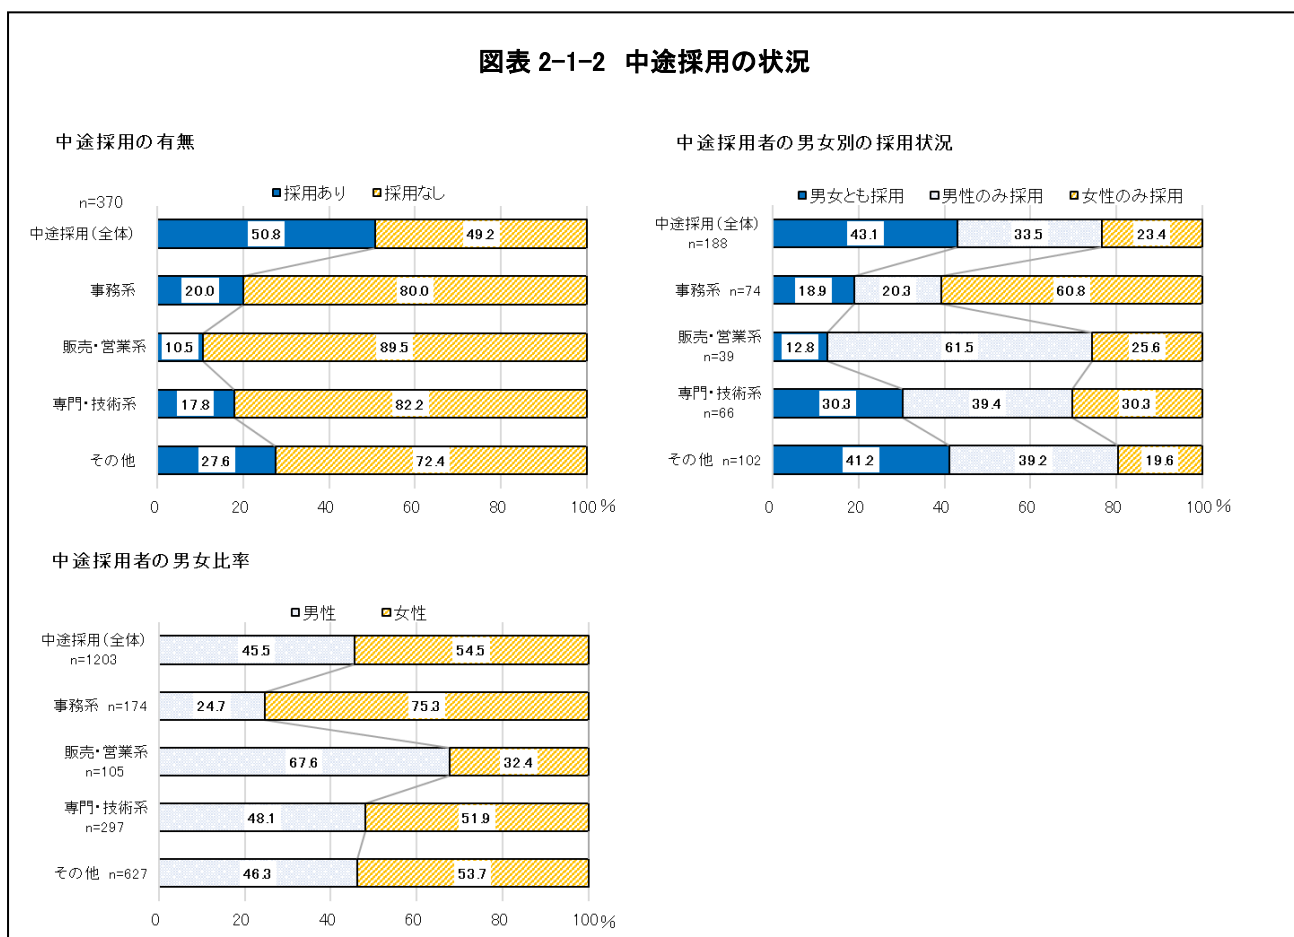 図表 2-1-2 中途採用の状況
中途採用の有無
n=370
採用あり 採用なし
中途採用(全体) 50.8 49.2
事務系 20.0 80.0
販売・営業系 10.5 89.5
専門・技術系 17.8 82.2
その他 27.6 72.4
0 20 40 60 80 100 %
中途採用者の男女別の採用状況
男女とも採用 男性のみ採用 女性のみ採用
中途採用(全体)
n=188
43.1 33.5 23.4
事務系 n=74 18.9 20.3 60.8
販売・営業系
n=39
12.8 61.5 25.6
専門・技術系
n=66
30.3 39.4 30.3
その他 n=102 41.2 39.2 19.6
0 20 40 60 80 100 %
中途採用者の男女比率
男性 女性
中途採用(全体)
n=1203
45.5 54.5
事務系 n=174 24.7 75.3
販売・営業系
n=105
67.6 32.4
専門・技術系
n=297
48.1 51.9
その他 n=627 46.3 53.7
0 20 40 60 80 100 %